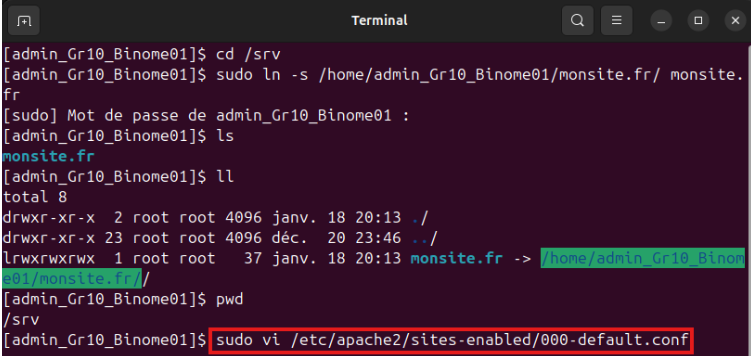 Terminal
[admin_Gr10_Binome01]$ cd /srv
[admin_Gr10_Binome01]$ sudo ln -s /home/admin_Gr10_Binome01/monsite.fr/ monsite.
fr
[sudo] Mot de passe de admin_Gr10_Binome01 :
[admin_Gr10_Binome01]$ ls
monsite.fr
[admin_Gr10_Binome01]$ ll
total 8
drwxr-xr-x  2 root root 4096 janv. 18 20:13 ./
drwxr-xr-x 23 root root 4096 déc.  20 23:46 ../
lrwxrwxrwx  1 root root   37 janv. 18 20:13 monsite.fr -> /home/admin_Gr10_Binom
e01/monsite.fr//
[admin_Gr10_Binome01]$ pwd
/srv
[admin_Gr10_Binome01]$ sudo vi /etc/apache2/sites-enabled/000-default.conf